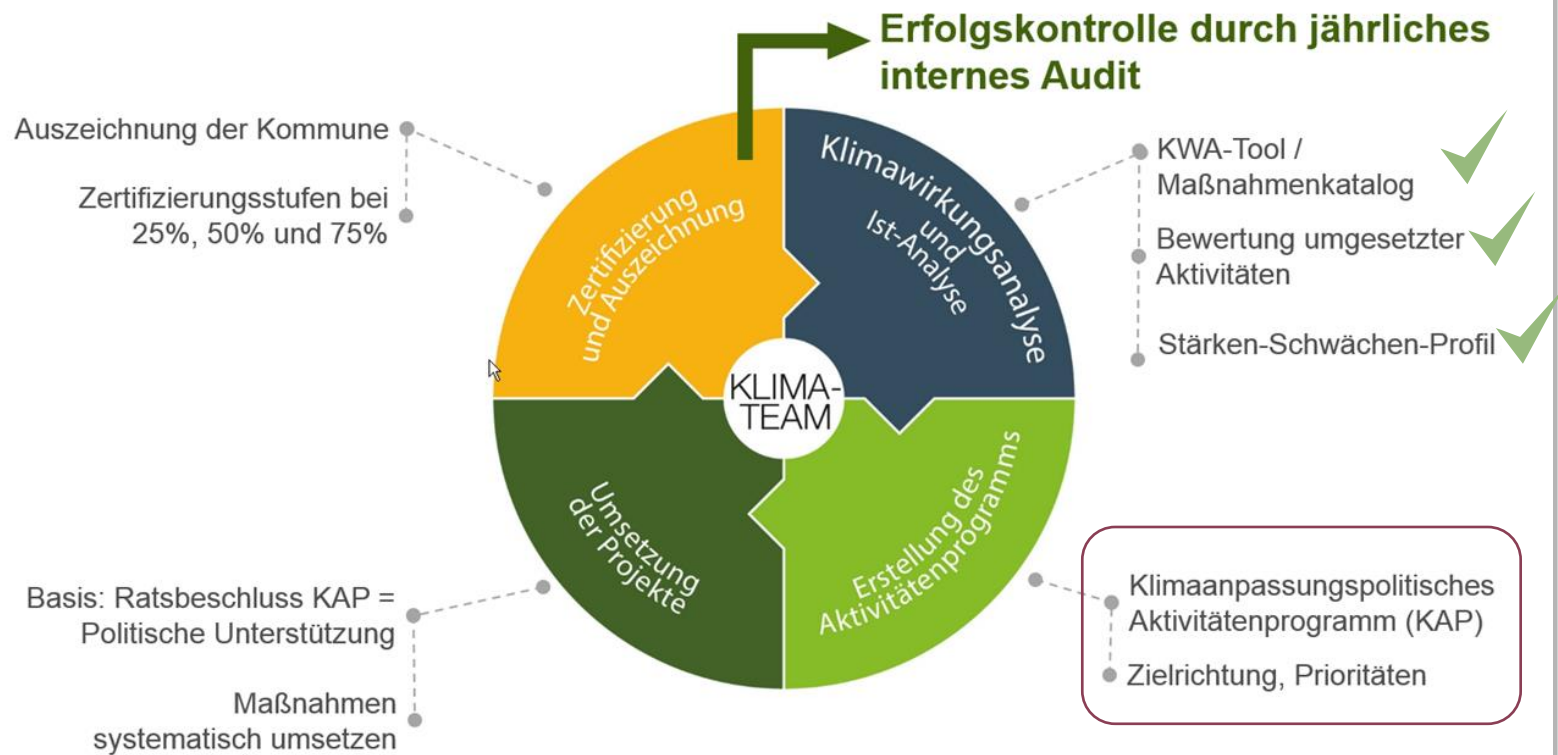 Erfolgskontrolle durch jährliches
internes Audit
Auszeichnung der Kommune
Zertifizierungsstufen bei
25%, 50% und 75%
Zertifizierung
und Auszeichnung
Klimawirkungsanalyse
und
Ist-Analyse
KWA-Tool /
Maßnahmenkatalog
Bewertung umgesetzter
Aktivitäten
Stärken-Schwächen-Profil
KLIMA-
TEAM
Umsetzung
der Projekte
Erstellung des
Aktivitätenprogramms
Basis: Ratsbeschluss KAP =
Politische Unterstützung
Maßnahmen
systematisch umsetzen
Klimaanpassungspolitisches
Aktivitätenprogramm (KAP)
Zielrichtung, Prioritäten